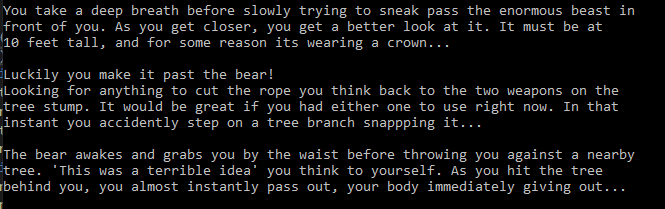 You take a deep breath before slowly trying to sneak pass the enormous beast in
front of you. As you get closer, you get a better look at it. It must be at
10 feet tall, and for some reason its wearing a crown...
Luckily you make it past the bear!
Looking for anything to cut the rope you think back to the two weapons on the
tree stump. It would be great if you had either one to use right now. In that
instant you accidently step on a tree branch snappping it...
The bear awakes and grabs you by the waist before throwing you against a nearby
tree. 'This was a terrible idea' you think to yourself. As you hit the tree
behind you, you almost instantly pass out, your body immediately giving out...